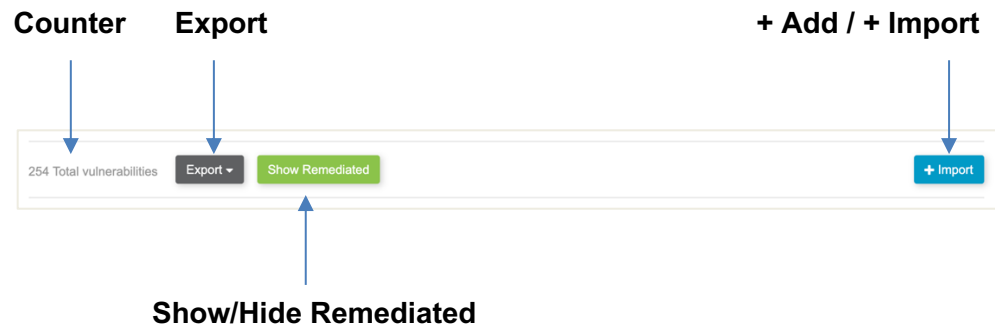 Counter Export + Add / + Import
254 Total vulnerabilities Export Show Remediated + Import
Show/Hide Remediated